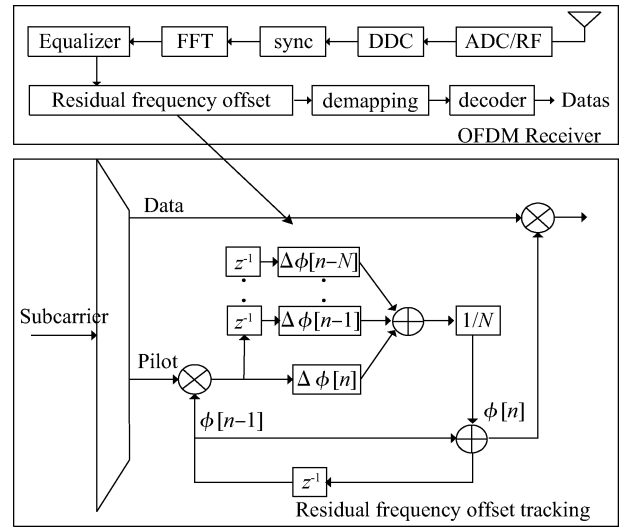 Equalizer FFT sync DDC ADC/RF
Residual frequency offset demapping decoder Datas
OFDM Receiver
Data
z⁻¹ Δϕ[n−N]
Subcarrier z⁻¹ Δϕ[n−1] 1/N
Pilot
Δϕ[n]
ϕ[n−1] ϕ[n]
z⁻¹
Residual frequency offset tracking